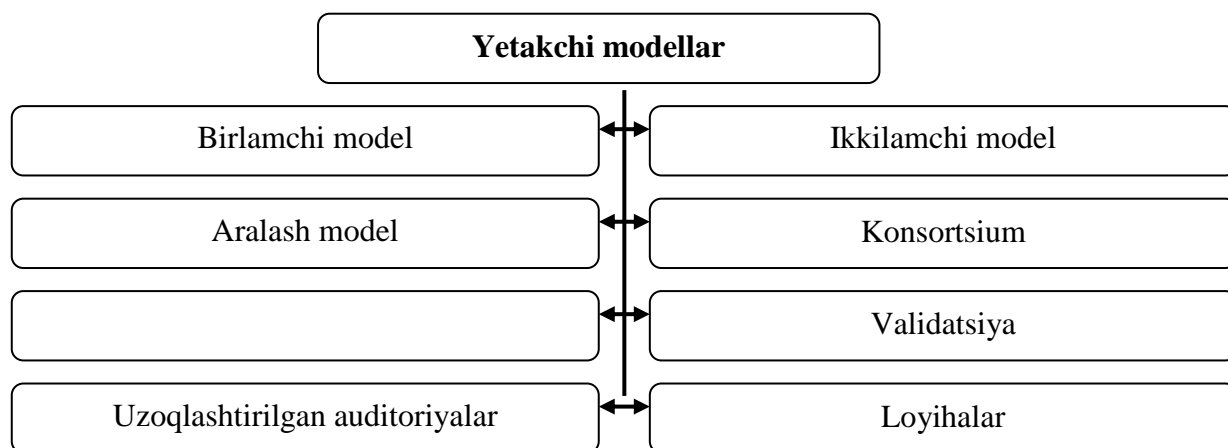 Yetakchi modellar
Birlamchi model
Ikkilamchi model
Aralash model
Konsortsium
Validatsiya
Uzoqlashtirilgan auditoriyalar
Loyihalar